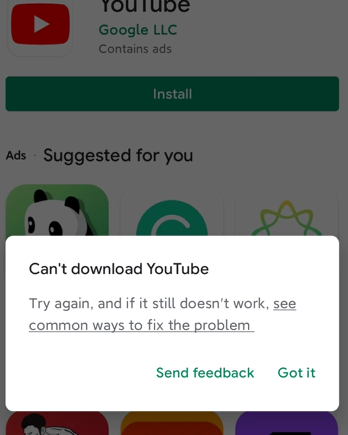 YouTube
Google LLC
Contains ads
Install
Ads · Suggested for you
Can't download YouTube
Try again, and if it still doesn't work, see
common ways to fix the problem
Send feedback Got it